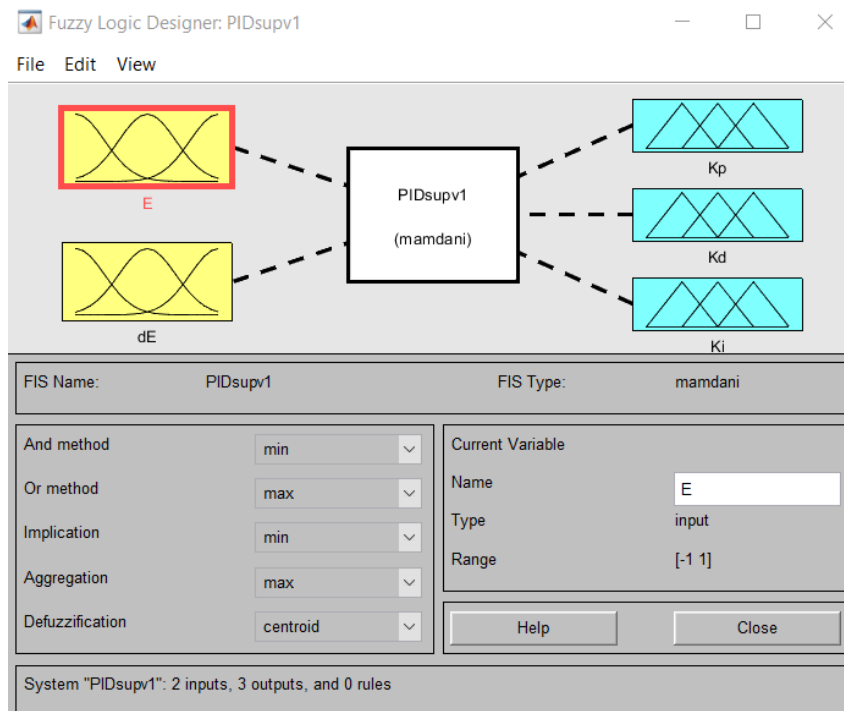 Fuzzy Logic Designer: PIDsupv1
File Edit View
E
dE
PIDsupv1
(mamdani)
Kp
Kd
Ki
FIS Name: PIDsupv1 FIS Type: mamdani
And method min
Or method max
Implication min
Aggregation max
Defuzzification centroid
Current Variable
Name E
Type input
Range [-1 1]
Help Close
System "PIDsupv1": 2 inputs, 3 outputs, and 0 rules